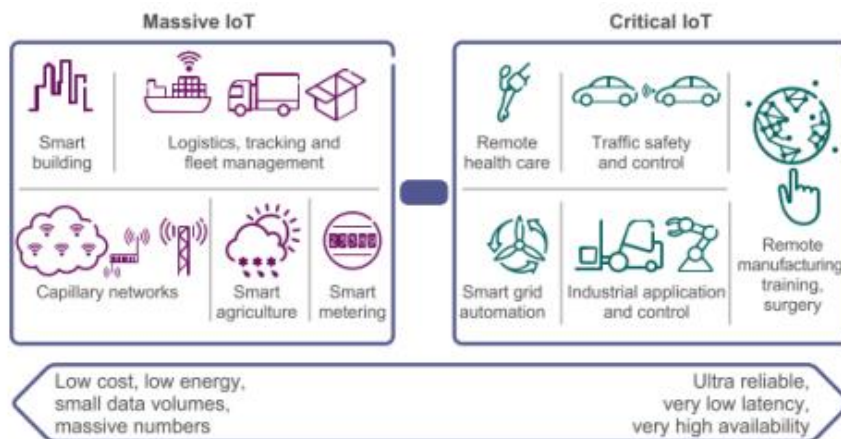 Massive IoT
Smart
building
Logistics, tracking and
fleet management
Capillary networks
Smart
agriculture
Smart
metering
Critical IoT
Remote
health care
Traffic safety
and control
Smart grid
automation
Industrial application
and control
Remote
manufacturing,
training,
surgery
Low cost, low energy,
small data volumes,
massive numbers
Ultra reliable,
very low latency,
very high availability